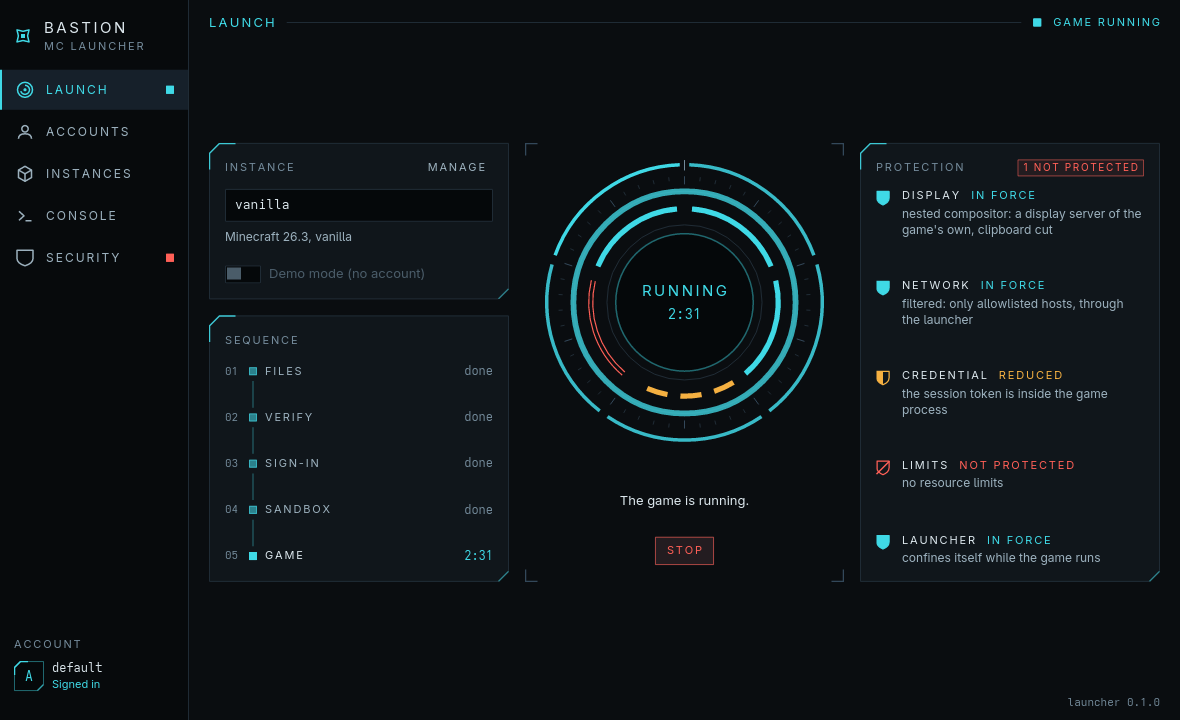 BASTION
MC LAUNCHER
LAUNCH
ACCOUNTS
INSTANCES
CONSOLE
SECURITY
ACCOUNT
A
default
Signed in
LAUNCH
GAME RUNNING
INSTANCE
MANAGE
vanilla
Minecraft 26.3, vanilla
Demo mode (no account)
SEQUENCE
01 FILES done
02 VERIFY done
03 SIGN-IN done
04 SANDBOX done
05 GAME 2:31
RUNNING
2:31
The game is running.
STOP
PROTECTION
1 NOT PROTECTED
DISPLAY IN FORCE
nested compositor: a display server of the
game's own, clipboard cut
NETWORK IN FORCE
filtered: only allowlisted hosts, through
the launcher
CREDENTIAL REDUCED
the session token is inside the game
process
LIMITS NOT PROTECTED
no resource limits
LAUNCHER IN FORCE
confines itself while the game runs
launcher 0.1.0